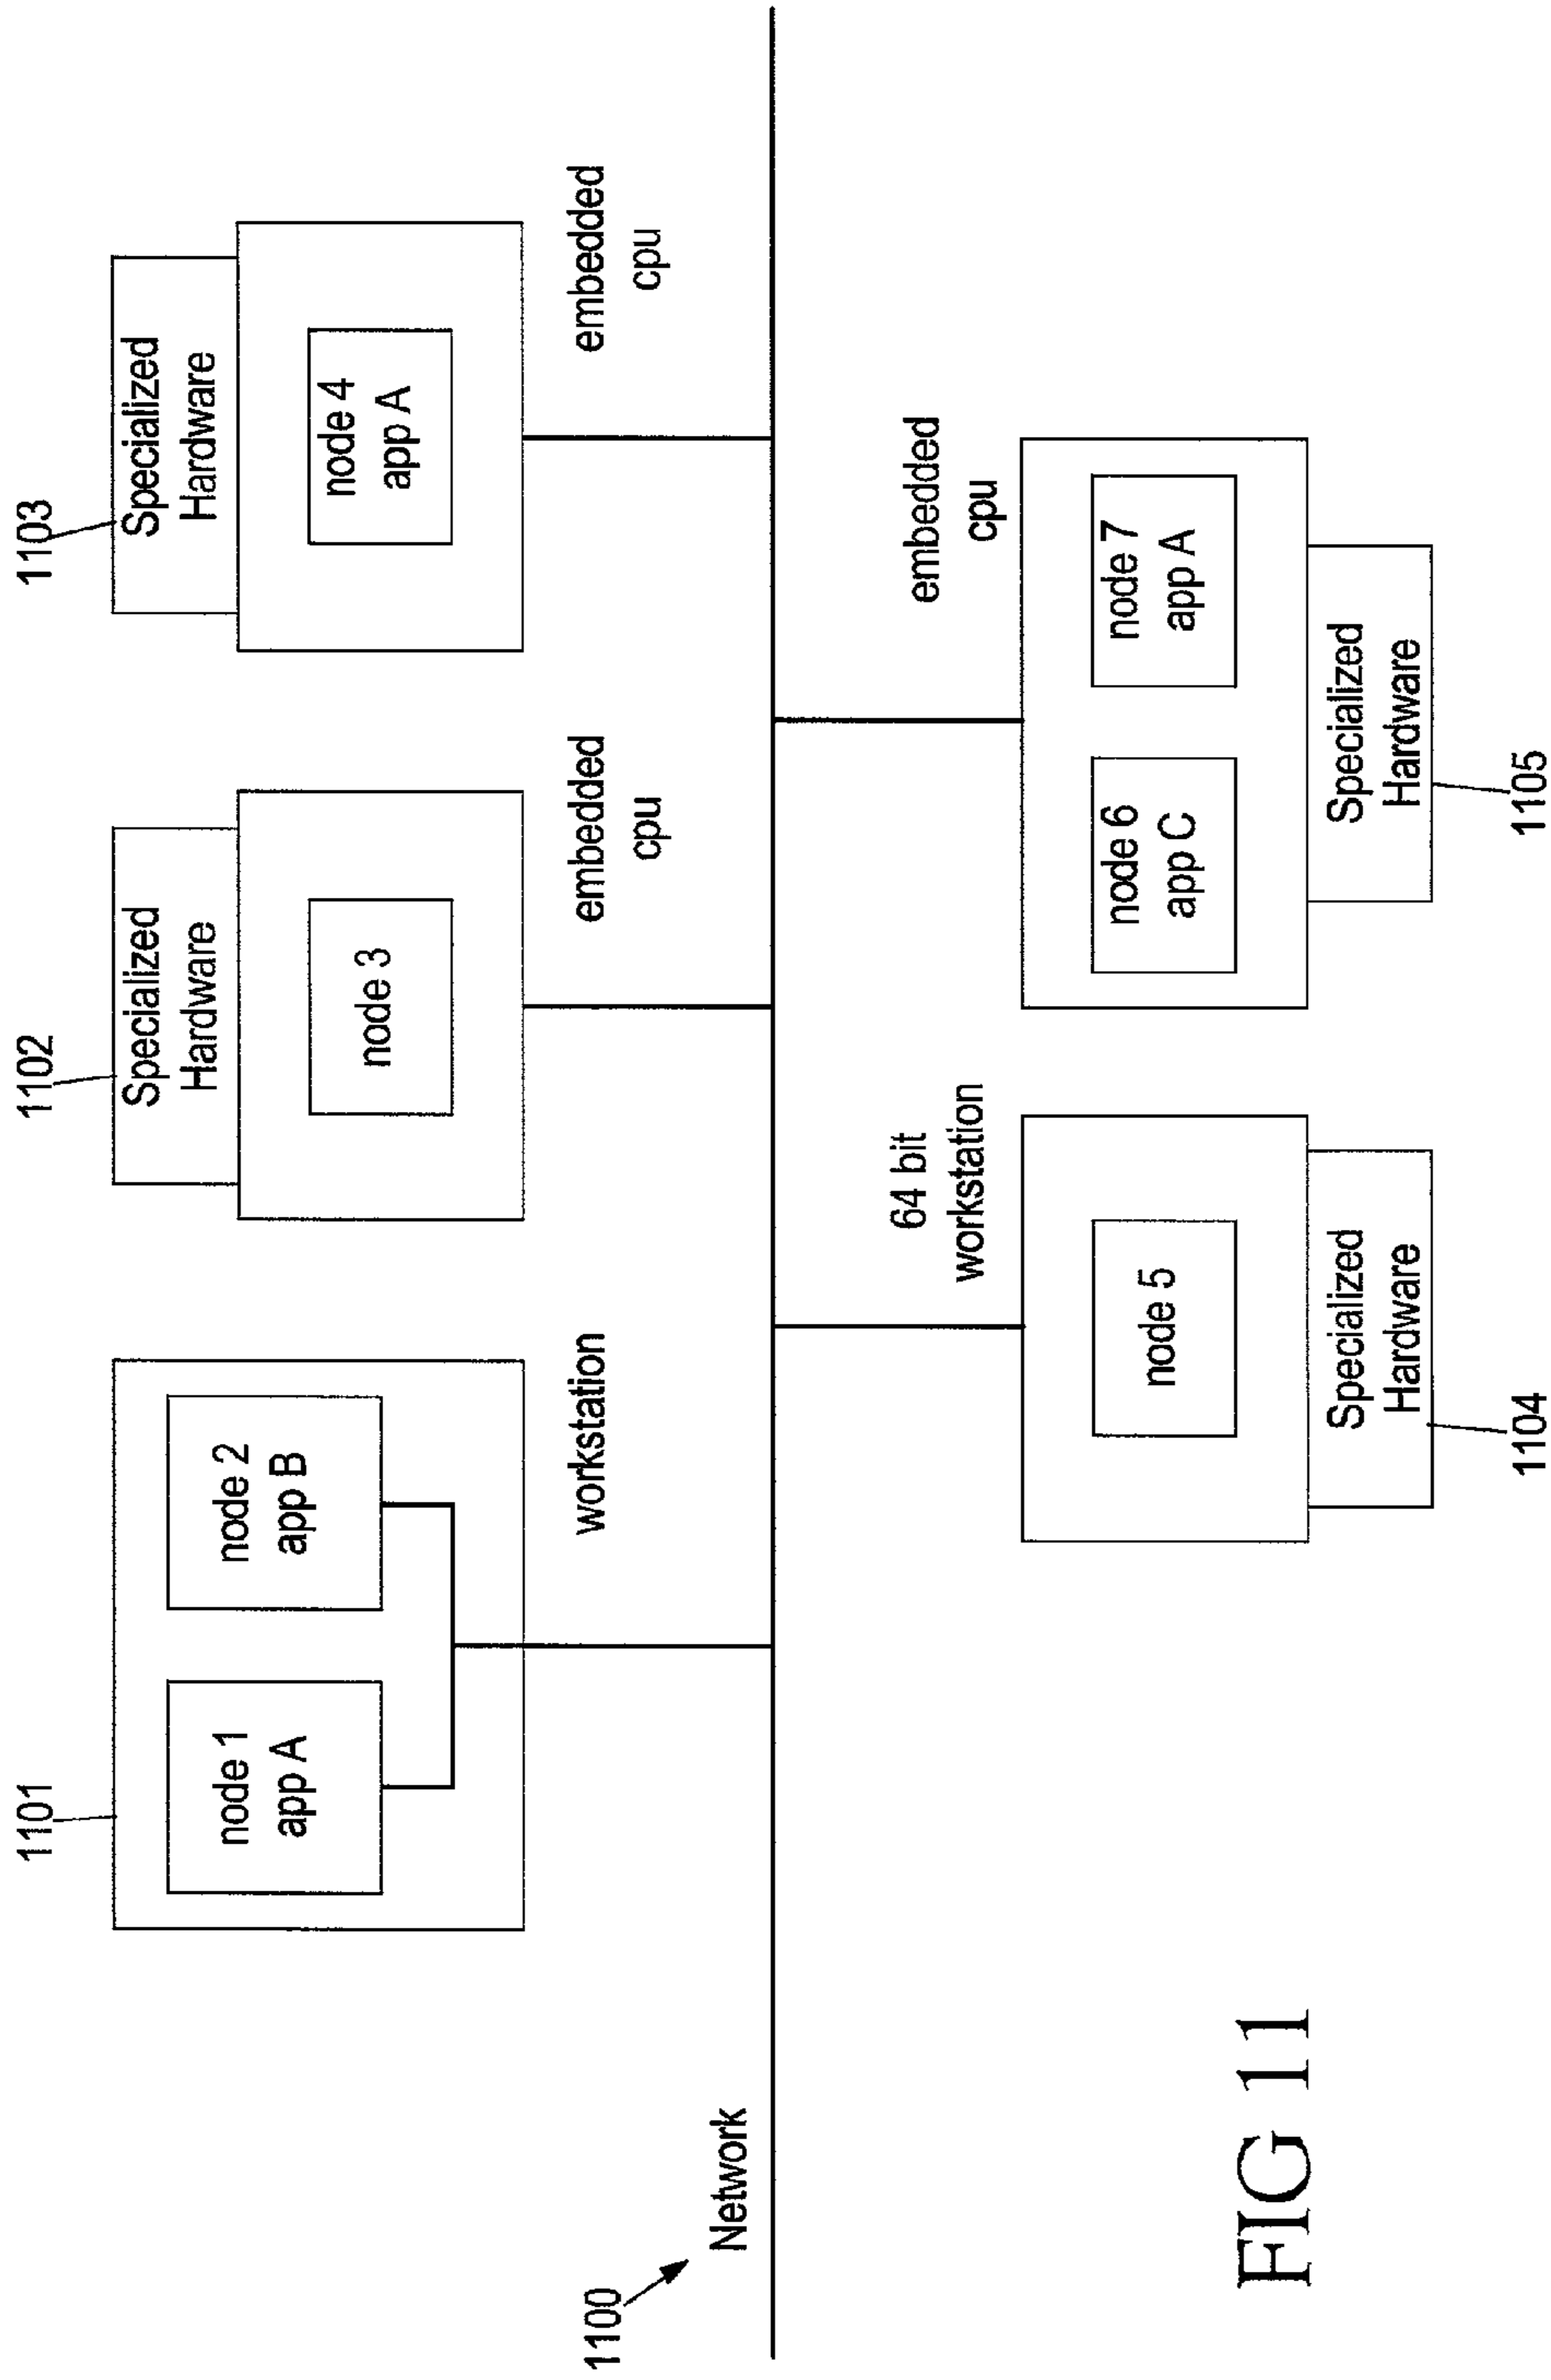 1101
node 1
app A
node 2
app B
workstation
1102
Specialized
Hardware
node 3
embedded
cpu
1103
Specialized
Hardware
node 4
app A
embedded
cpu
1100
Network
64 bit
workstation
node 5
Specialized
Hardware
1104
embedded
cpu
node 6
app C
node 7
app A
Specialized
Hardware
1105
FIG 11